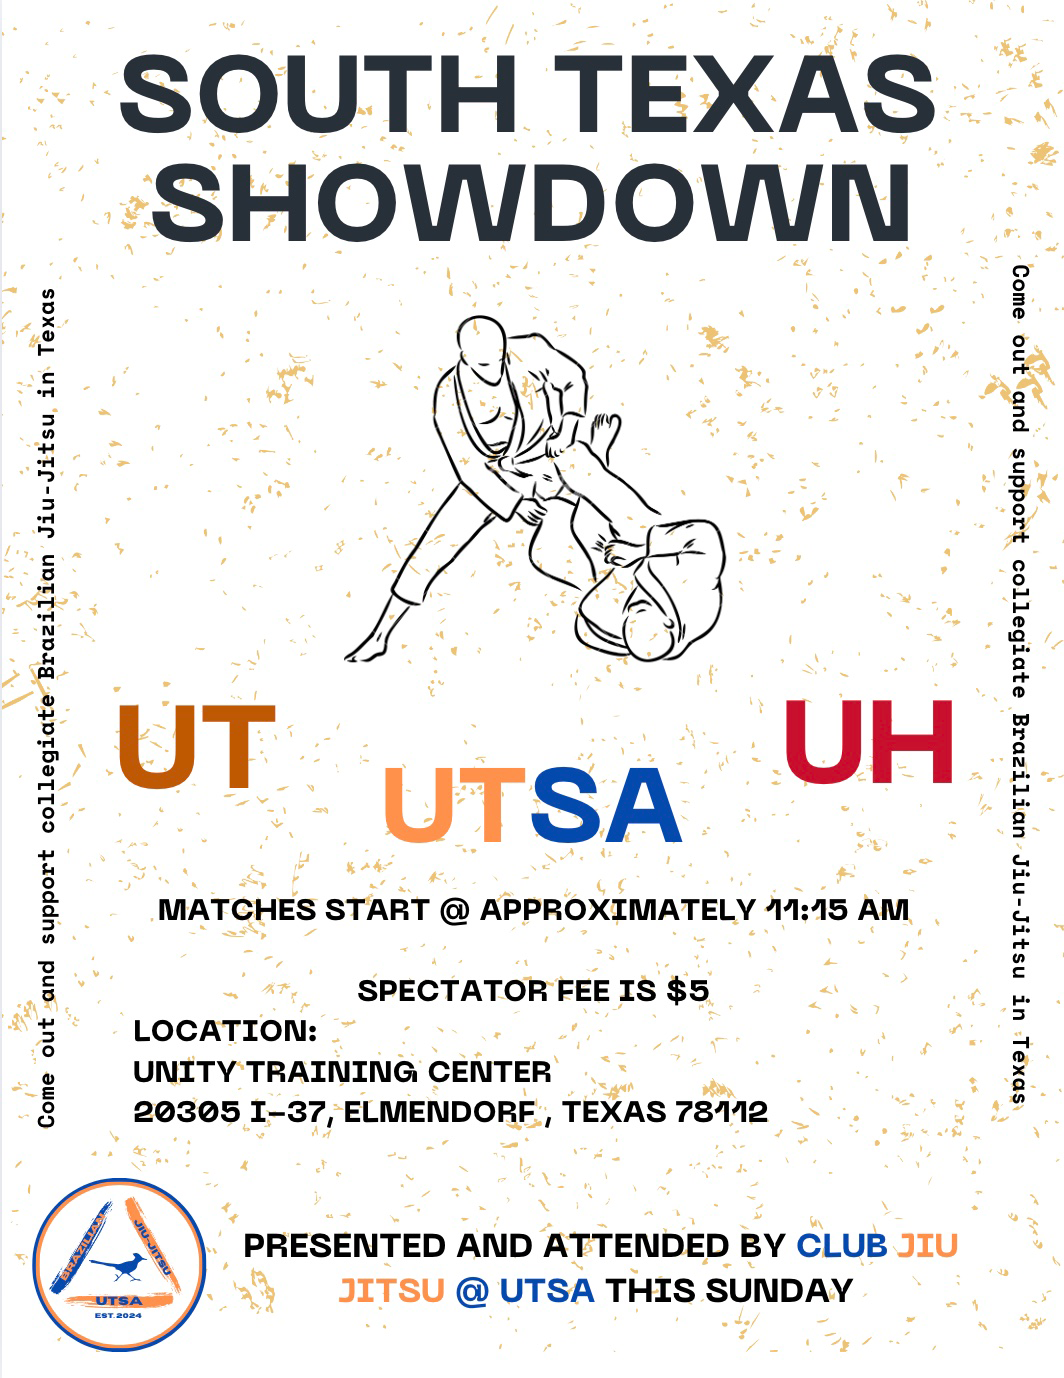 SOUTH TEXAS
SHOWDOWN
Come out and support collegiate Brazilian Jiu-Jitsu in Texas
Come out and support collegiate Brazilian Jiu-Jitsu in Texas
UT
UH
UTSA
MATCHES START @ APPROXIMATELY 11:15 AM
SPECTATOR FEE IS $5
LOCATION:
UNITY TRAINING CENTER
20305 I-37, ELMENDORF , TEXAS 78112
BRAZILIAN
JIU-JITSU
UTSA
EST. 2024
PRESENTED AND ATTENDED BY CLUB JIU
JITSU @ UTSA THIS SUNDAY